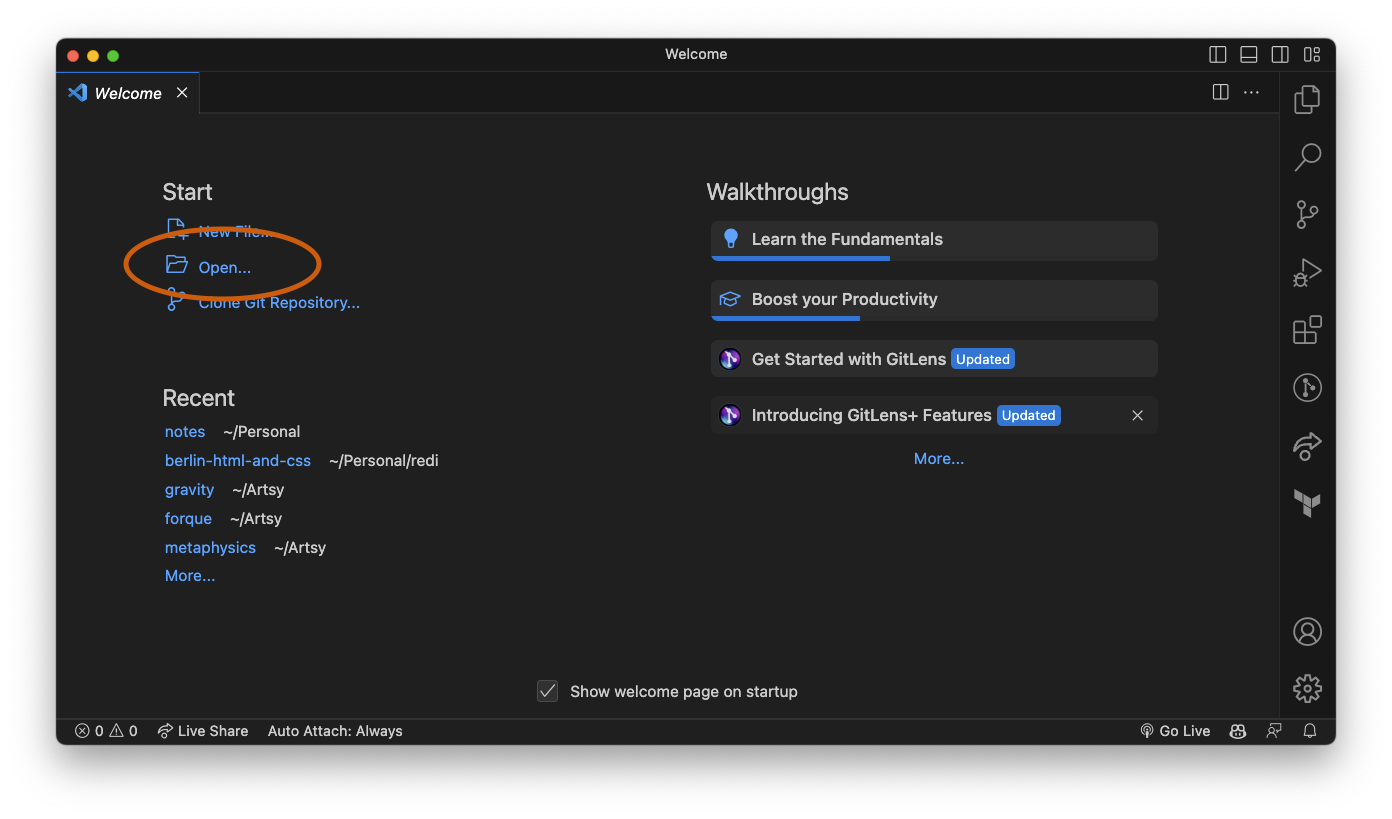 Welcome
Welcome
Start
New File...
Open...
Clone Git Repository...
Recent
notes ~/Personal
berlin-html-and-css ~/Personal/redi
gravity ~/Artsy
forque ~/Artsy
metaphysics ~/Artsy
More...
Walkthroughs
Learn the Fundamentals
Boost your Productivity
Get Started with GitLens Updated
Introducing GitLens+ Features Updated
More...
Show welcome page on startup
0 0 Live Share Auto Attach: Always Go Live